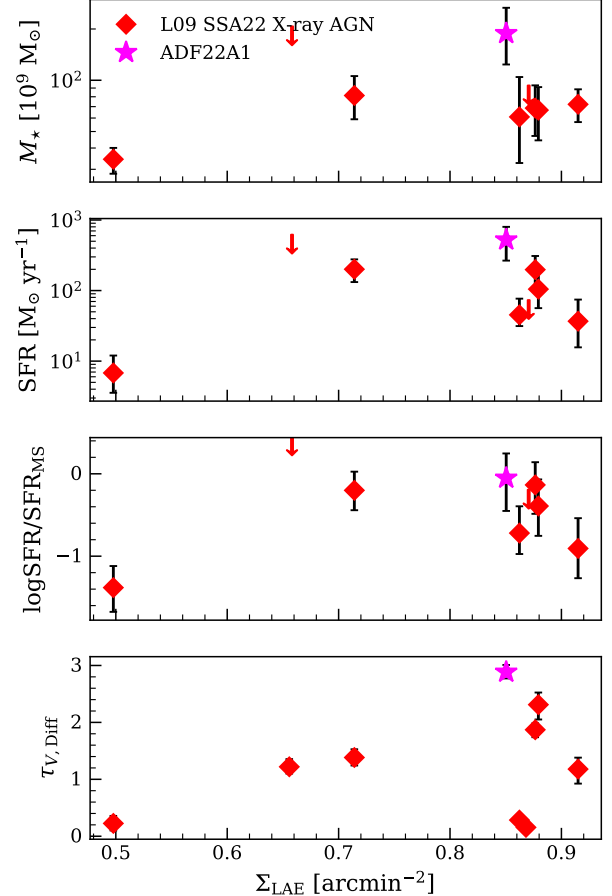 L09 SSA22 X-ray AGN
ADF22A1
M⋆ [10⁹ M⊙]
10²
SFR [M⊙ yr⁻¹]
10³
10²
10¹
logSFR/SFR_MS
0
−1
τ_V, Diff
3
2
1
0
0.5 0.6 0.7 0.8 0.9
Σ_LAE [arcmin⁻²]